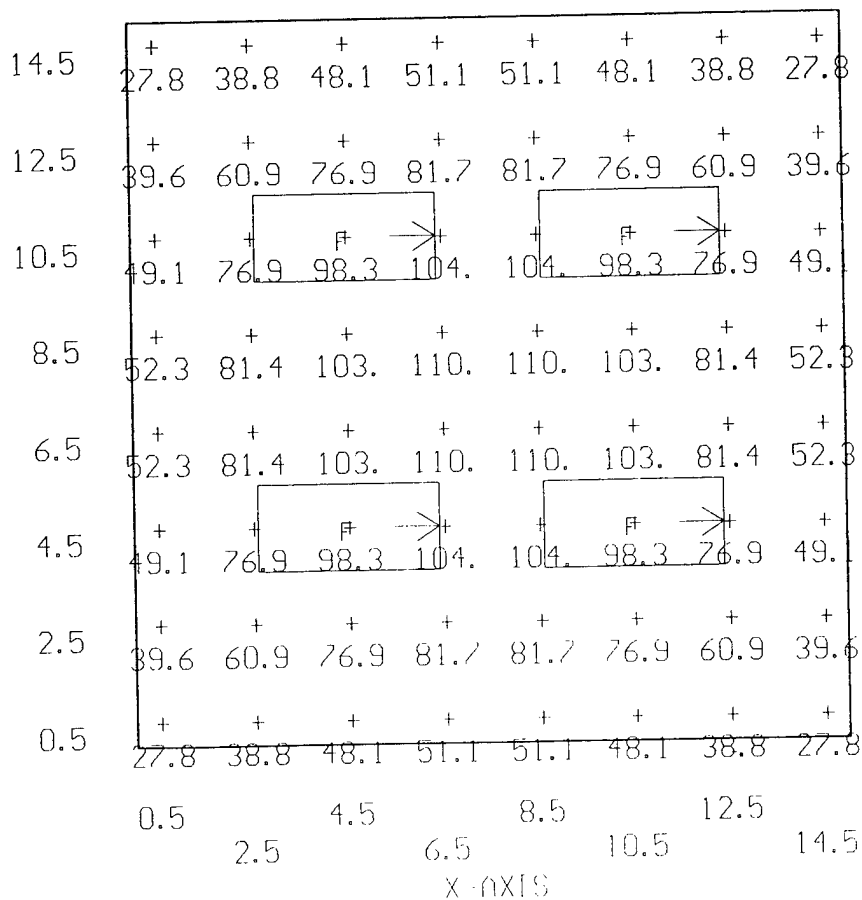 14.5 27.8 38.8 48.1 51.1 51.1 48.1 38.8 27.8
12.5 39.6 60.9 76.9 81.7 81.7 76.9 60.9 39.6
F F
10.5 49.1 76.9 98.3 104. 104. 98.3 76.9 49.1
8.5 52.3 81.4 103. 110. 110. 103. 81.4 52.3
6.5 52.3 81.4 103. 110. 110. 103. 81.4 52.3
F F
4.5 49.1 76.9 98.3 104. 104. 98.3 76.9 49.1
2.5 39.6 60.9 76.9 81.7 81.7 76.9 60.9 39.6
0.5 27.8 38.8 48.1 51.1 51.1 48.1 38.8 27.8
0.5 4.5 8.5 12.5
2.5 6.5 10.5 14.5
X-AXIS